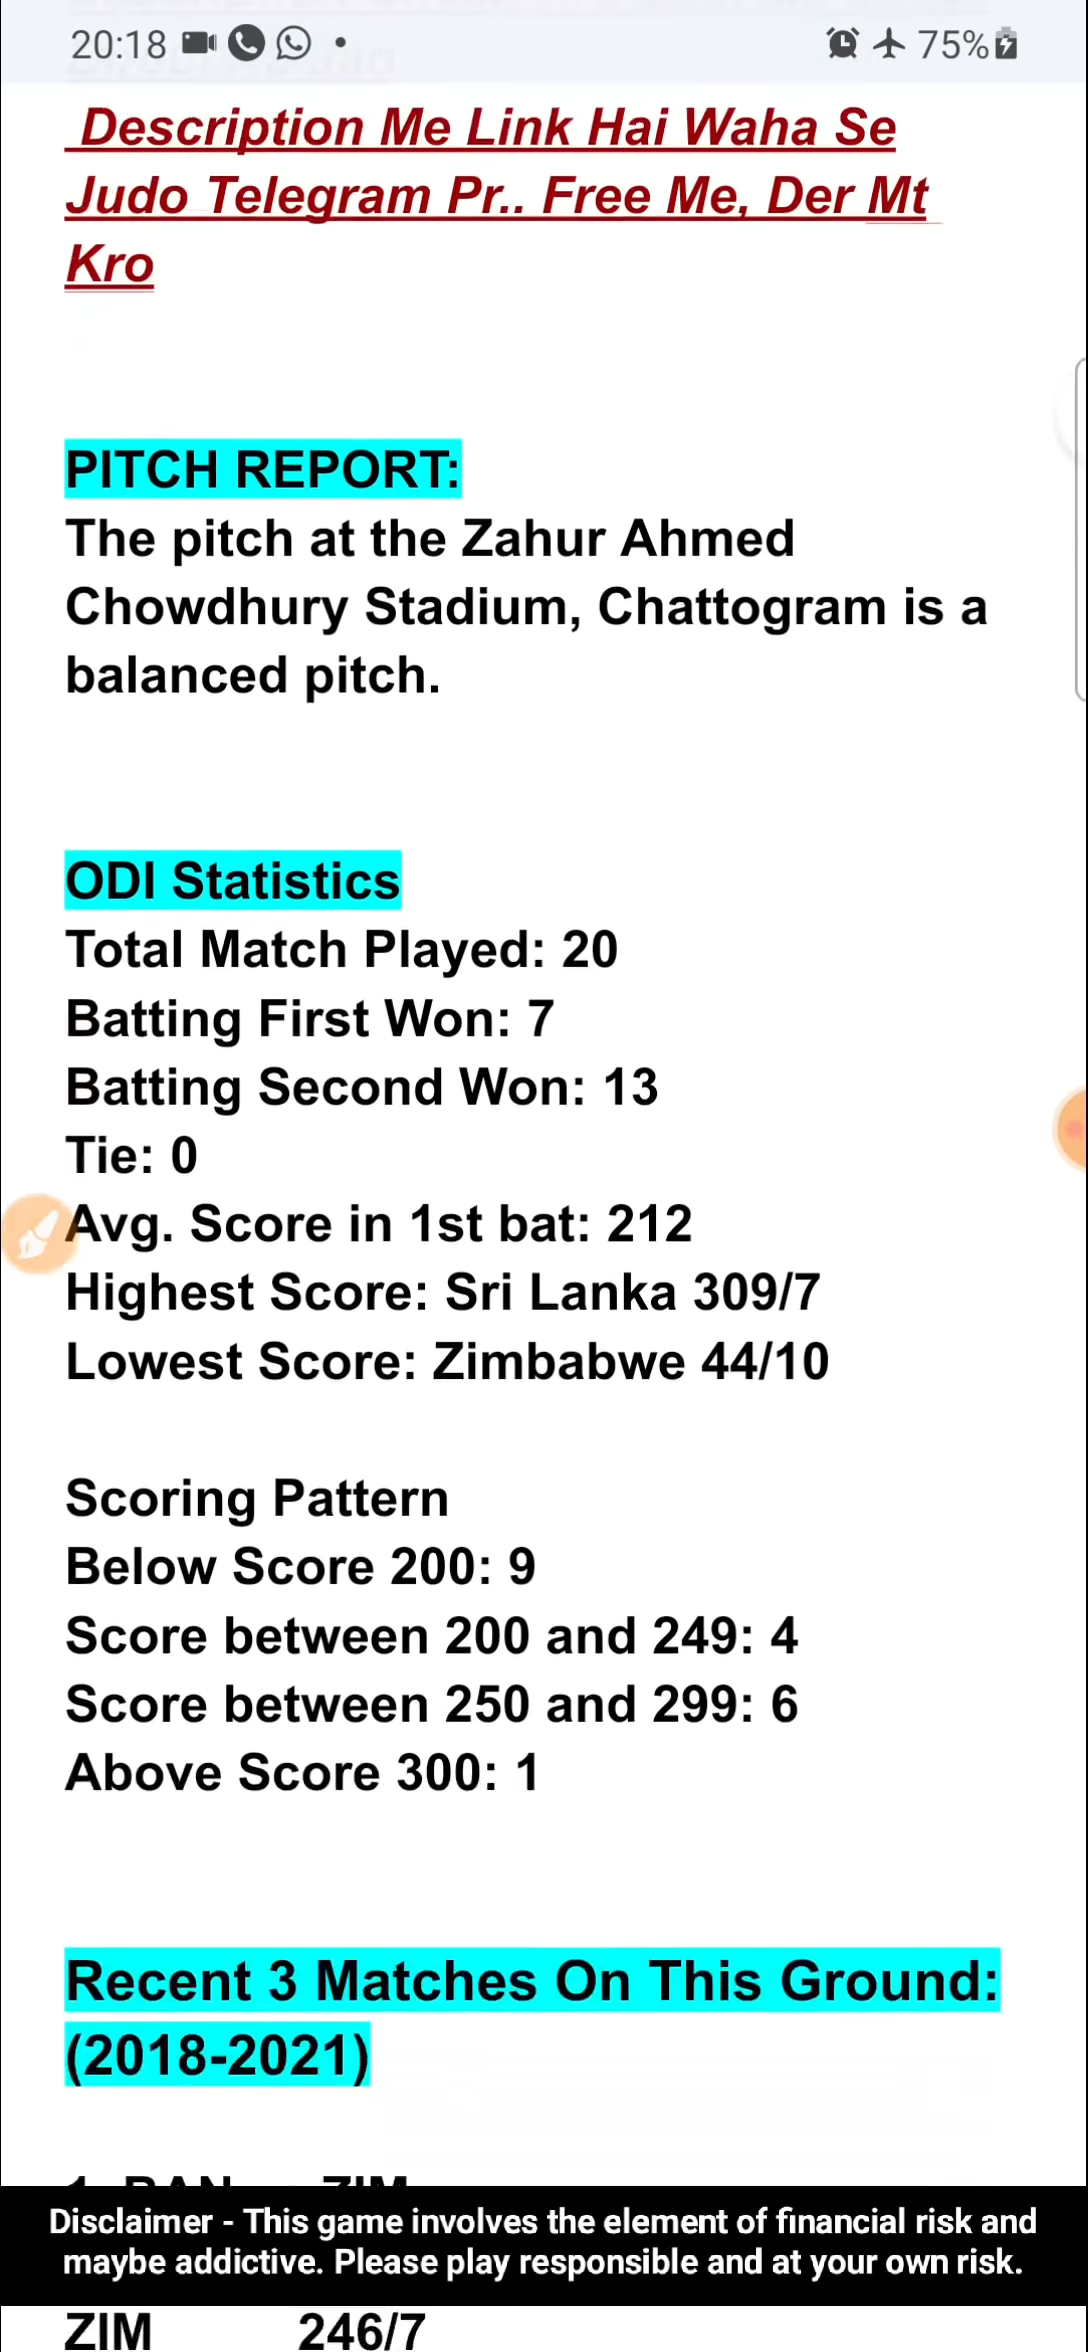 20:18
75%
Description Me Link Hai Waha Se
Judo Telegram Pr.. Free Me, Der Mt
Kro
PITCH REPORT:
The pitch at the Zahur Ahmed
Chowdhury Stadium, Chattogram is a
balanced pitch.
ODI Statistics
Total Match Played: 20
Batting First Won: 7
Batting Second Won: 13
Tie: 0
Avg. Score in 1st bat: 212
Highest Score: Sri Lanka 309/7
Lowest Score: Zimbabwe 44/10
Scoring Pattern
Below Score 200: 9
Score between 200 and 249: 4
Score between 250 and 299: 6
Above Score 300: 1
Recent 3 Matches On This Ground:
(2018-2021)
Disclaimer - This game involves the element of financial risk and
maybe addictive. Please play responsible and at your own risk.
ZIM 246/7